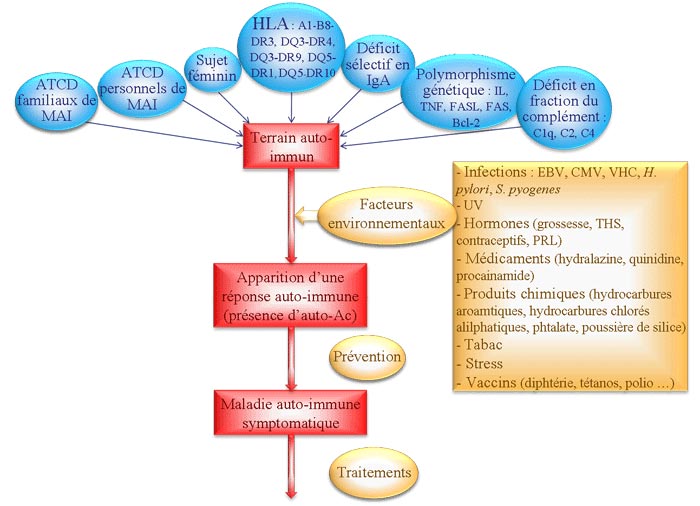 ATCD
familiaux de
MAI
ATCD
personnels de
MAI
Sujet
féminin
HLA : A1-B8-
DR3, DQ3-DR4,
DQ3-DR9, DQ5-
DR1, DQ5-DR10
Déficit
sélectif en
IgA
Polymorphisme
génétique : IL,
TNF, FASL, FAS,
Bcl-2
Déficit en
fraction du
complément :
C1q, C2, C4
Terrain auto-
immun
Facteurs
environnementaux
- Infections : EBV, CMV, VHC, H.
pylori, S. pyogenes
- UV
- Hormones (grossesse, THS,
contraceptifs, PRL)
- Médicaments (hydralazine, quinidine,
procainamide)
- Produits chimiques (hydrocarbures
aroamtiques, hydrocarbures chlorés
alilphatiques, phtalate, poussière de silice)
- Tabac
- Stress
- Vaccins (diphtérie, tétanos, polio …)
Apparition d’une
réponse auto-immune
(présence d’auto-Ac)
Prévention
Maladie auto-immune
symptomatique
Traitements